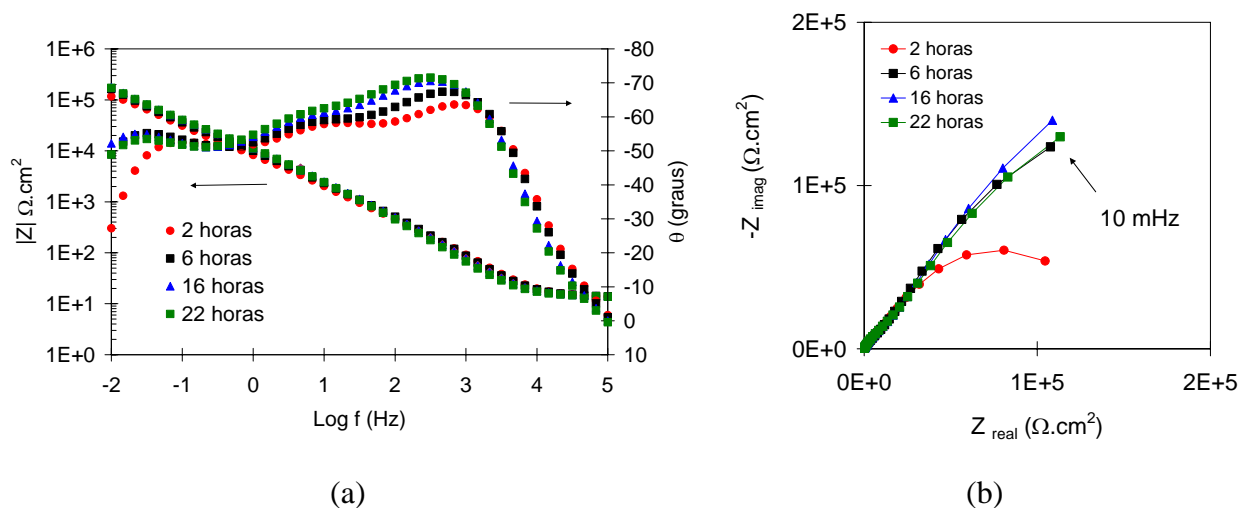 1E+6
1E+5
1E+4
1E+3
1E+2
1E+1
1E+0
|Z| Ω.cm²
-80
-70
-60
-50
-40
-30
-20
-10
0
10
θ (graus)
2 horas
6 horas
16 horas
22 horas
-2 -1 0 1 2 3 4 5
Log f (Hz)
(a)
2E+5
1E+5
0E+0
-Z imag (Ω.cm²)
2 horas
6 horas
16 horas
22 horas
10 mHz
0E+0 1E+5 2E+5
Z real (Ω.cm²)
(b)